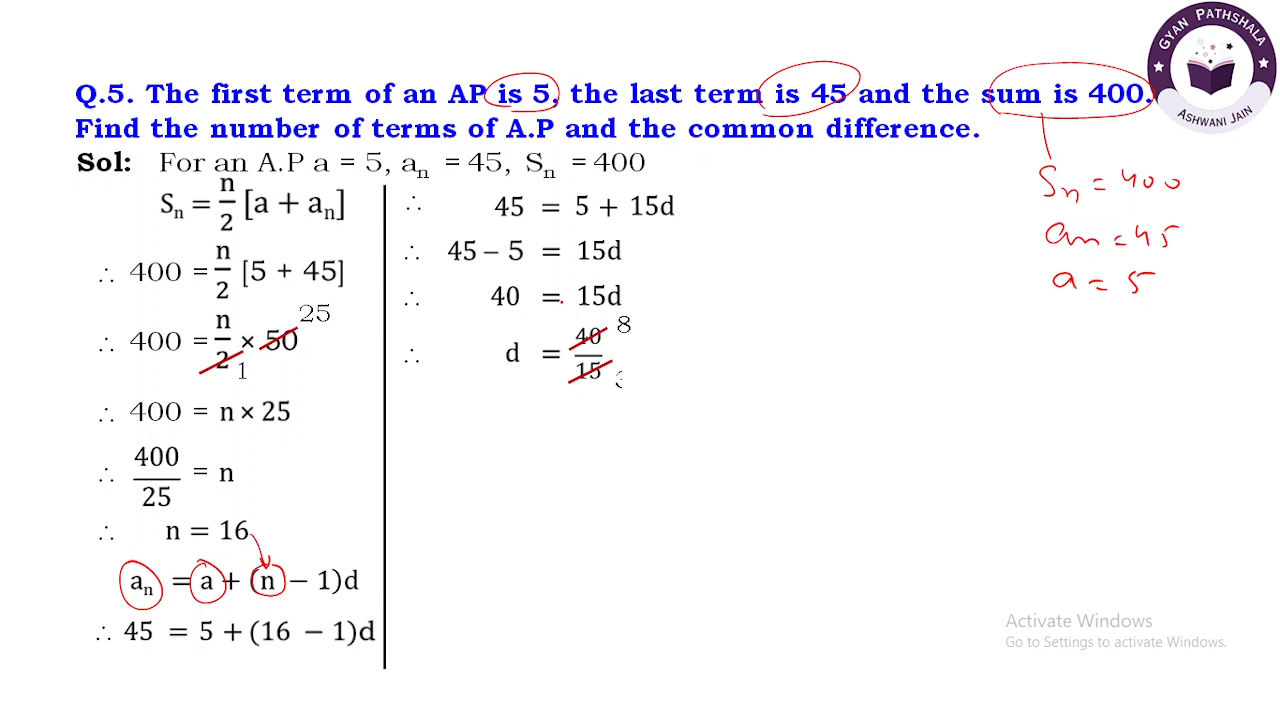 GYAN PATHSHALA
ASHWANI JAIN
Q.5. The first term of an AP is 5, the last term is 45 and the sum is 400.
Find the number of terms of A.P and the common difference.
Sol: For an A.P a = 5, aₙ = 45, Sₙ = 400
Sₙ = n/2 [a + aₙ]
∴ 400 = n/2 [5 + 45]
∴ 400 = n/2 × 50 25
1
∴ 400 = n × 25
∴ 400/25 = n
∴ n = 16
aₙ = a + (n − 1)d
∴ 45 = 5 + (16 − 1)d
∴ 45 = 5 + 15d
∴ 45 – 5 = 15d
∴ 40 = 15d
∴ d = 40/15 8
Sₙ = 400
aₙ = 45
a = 5
Activate Windows
Go to Settings to activate Windows.